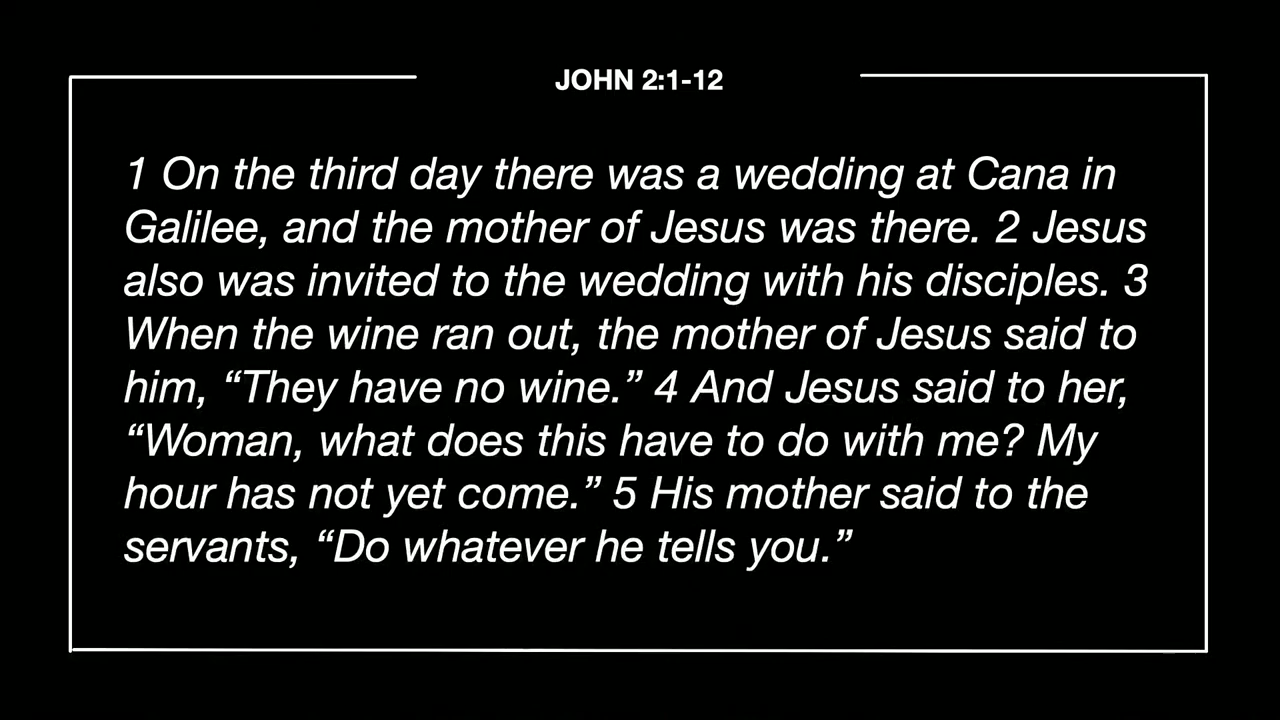 JOHN 2:1-12
1 On the third day there was a wedding at Cana in
Galilee, and the mother of Jesus was there. 2 Jesus
also was invited to the wedding with his disciples. 3
When the wine ran out, the mother of Jesus said to
him, “They have no wine.” 4 And Jesus said to her,
“Woman, what does this have to do with me? My
hour has not yet come.” 5 His mother said to the
servants, “Do whatever he tells you.”